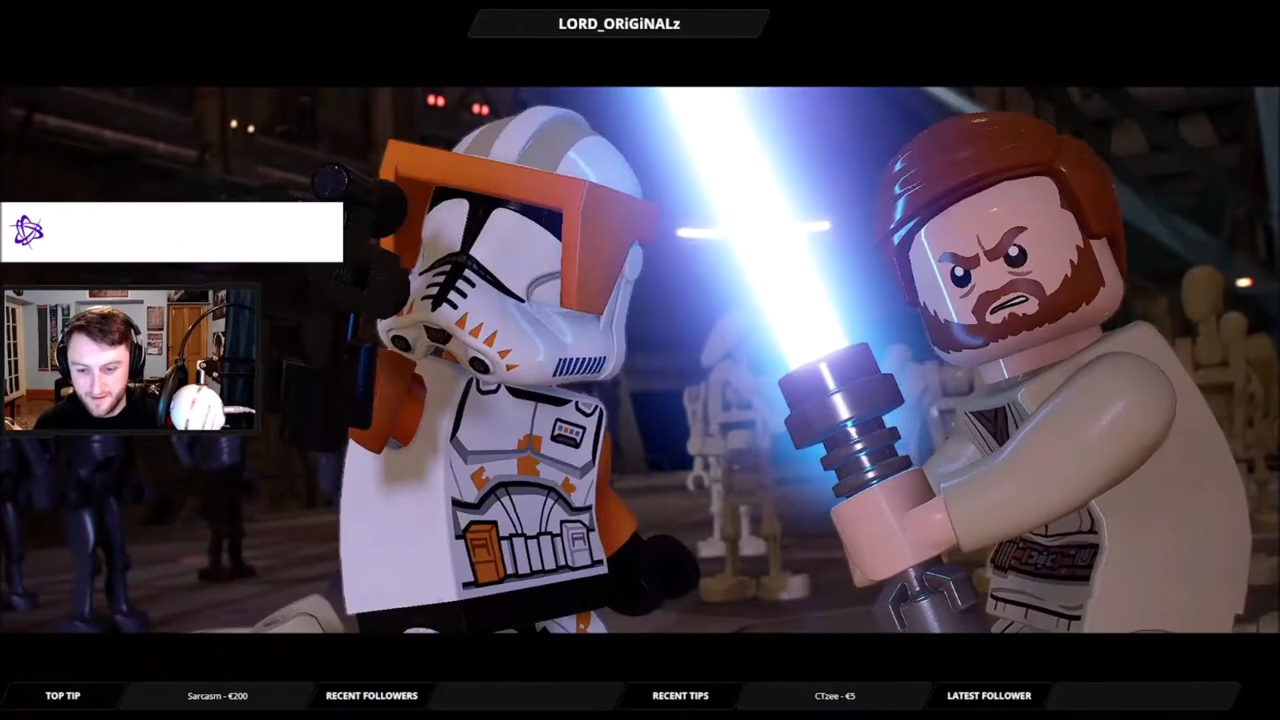 LORD_ORiGiNALz
TOP TIP
Sarcasm - €200
RECENT FOLLOWERS
RECENT TIPS
CTzee - €5
LATEST FOLLOWER